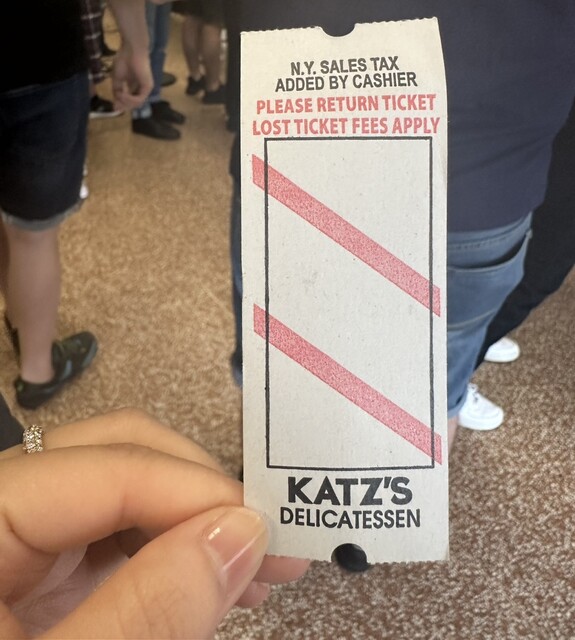 N.Y. SALES TAX
ADDED BY CASHIER
PLEASE RETURN TICKET
LOST TICKET FEES APPLY
KATZ'S
DELICATESSEN